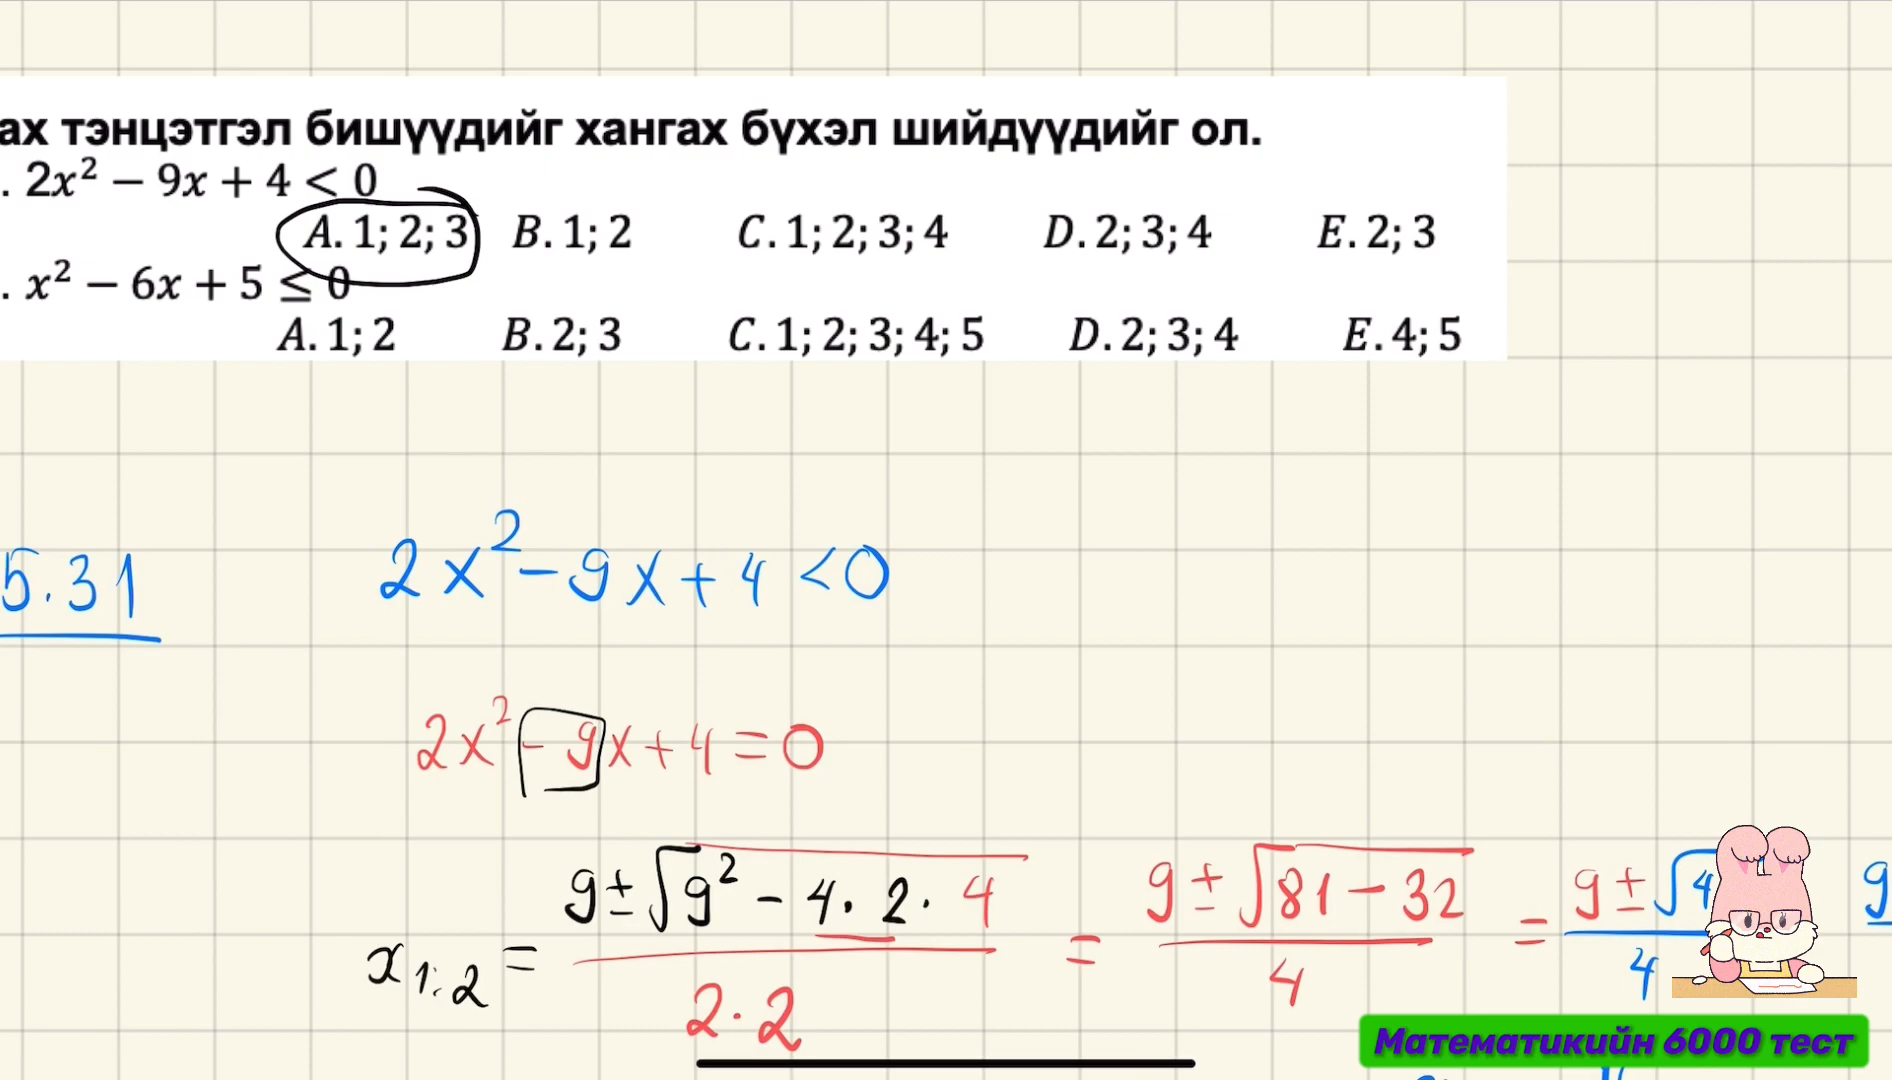 ах тэнцэтгэл бишүүдийг хангах бүхэл шийдүүдийг ол.
. 2x² − 9x + 4 < 0
A. 1; 2; 3 B. 1; 2 C. 1; 2; 3; 4 D. 2; 3; 4 E. 2; 3
. x² − 6x + 5 ≤ 0
A. 1; 2 B. 2; 3 C. 1; 2; 3; 4; 5 D. 2; 3; 4 E. 4; 5
5.31 2x² − 9x + 4 < 0
2x² − 9x + 4 = 0
x₁;₂ = (9 ± √(9² − 4 · 2 · 4)) / (2 · 2) = (9 ± √(81 − 32)) / 4 = (9 ± √4) / 4 9
Математикийн 6000 тест